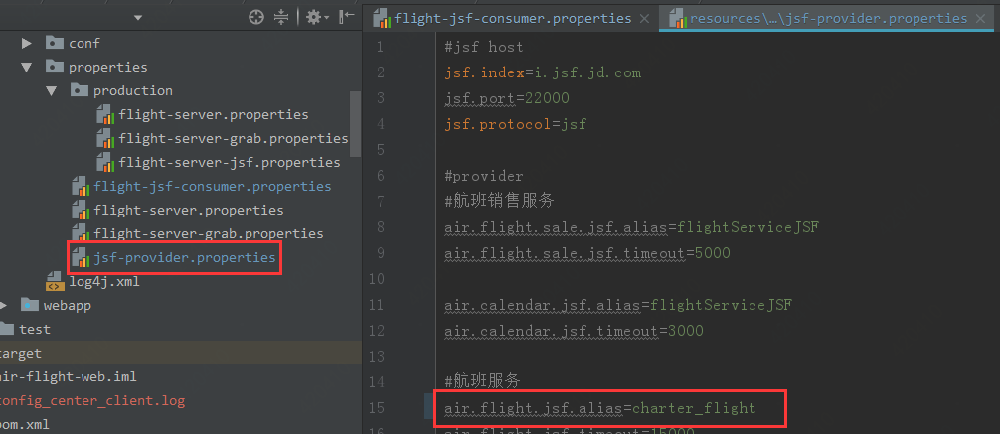 conf
properties
production
flight-server.properties
flight-server-grab.properties
flight-server-jsf.properties
flight-jsf-consumer.properties
flight-server.properties
flight-server-grab.properties
jsf-provider.properties
log4j.xml
webapp
test
target
air-flight-web.iml
config_center_client.log
pom.xml
flight-jsf-consumer.properties
resources\...\jsf-provider.properties
1 #jsf host
2 jsf.index=i.jsf.jd.com
3 jsf.port=22000
4 jsf.protocol=jsf
5
6 #provider
7 #航班销售服务
8 air.flight.sale.jsf.alias=flightServiceJSF
9 air.flight.sale.jsf.timeout=5000
10
11 air.calendar.jsf.alias=flightServiceJSF
12 air.calendar.jsf.timeout=3000
13
14 #航班服务
15 air.flight.jsf.alias=charter_flight
16 air.flight.jsf.timeout=15000